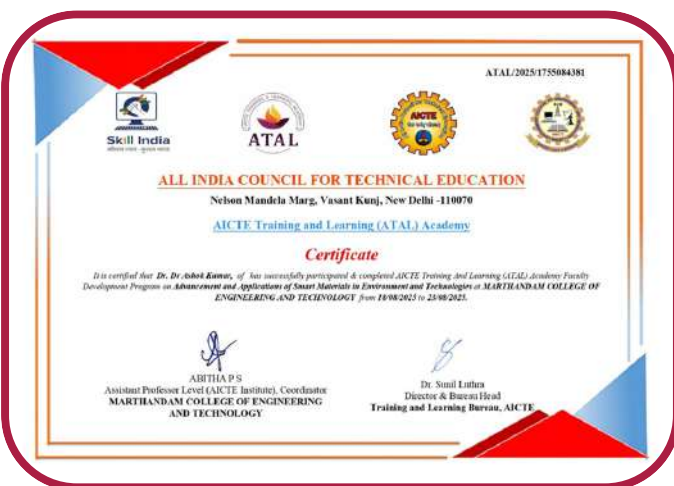 ATAL/2025/1755084381
Skill India
कौशल भारत - कुशल भारत
ATAL
AICTE
ALL INDIA COUNCIL FOR TECHNICAL EDUCATION
Nelson Mandela Marg, Vasant Kunj, New Delhi -110070
AICTE Training and Learning (ATAL) Academy
Certificate
It is certified that Dr. Dr Ashok Kumar, of has successfully participated & completed AICTE Training And Learning (ATAL) Academy Faculty
Development Program on Advancement and Applications of Smart Materials in Environment and Technologies at MARTHANDAM COLLEGE OF
ENGINEERING AND TECHNOLOGY from 18/08/2025 to 23/08/2025.
ABITHA P S
Assistant Professor Level (AICTE Institute), Coordinator
MARTHANDAM COLLEGE OF ENGINEERING
AND TECHNOLOGY
Dr. Sunil Luthra
Director & Bureau Head
Training and Learning Bureau, AICTE